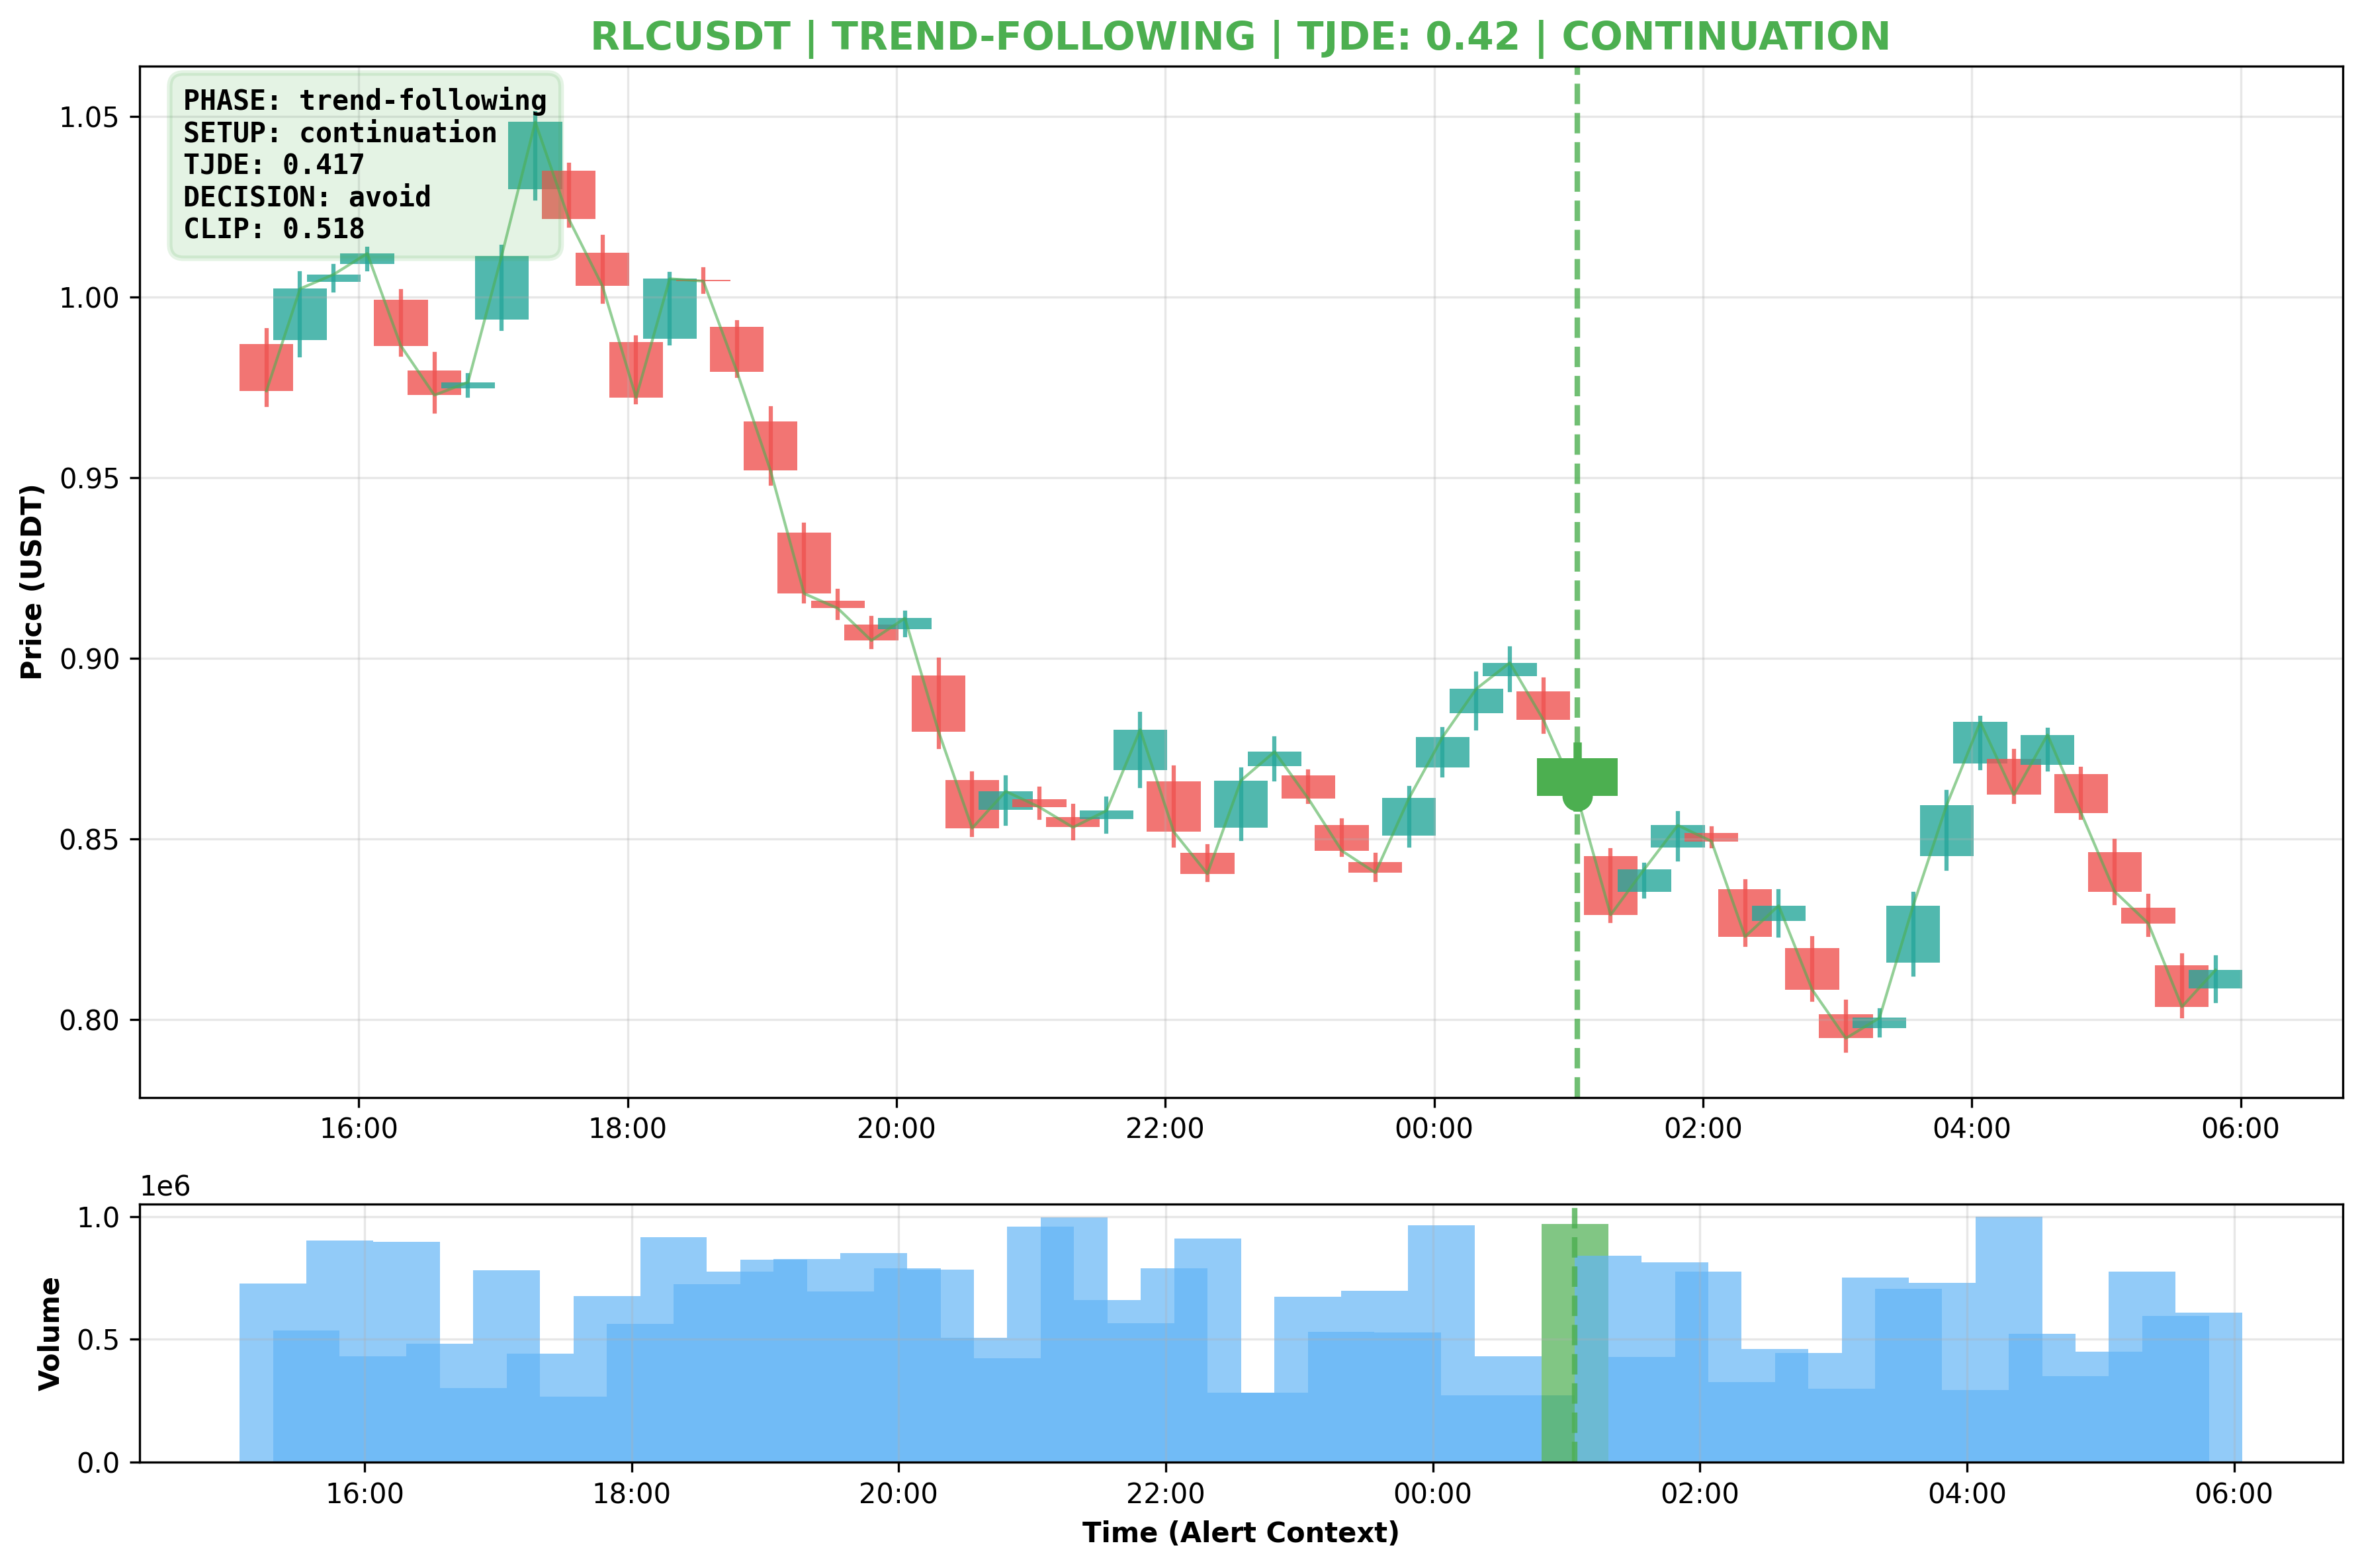 RLCUSDT | TREND-FOLLOWING | TJDE: 0.42 | CONTINUATION
PHASE: trend-following
SETUP: continuation
TJDE: 0.417
DECISION: avoid
CLIP: 0.518
Price (USDT)
1.05
1.00
0.95
0.90
0.85
0.80
16:00 18:00 20:00 22:00 00:00 02:00 04:00 06:00
1e6
Volume
1.0
0.5
0.0
16:00 18:00 20:00 22:00 00:00 02:00 04:00 06:00
Time (Alert Context)